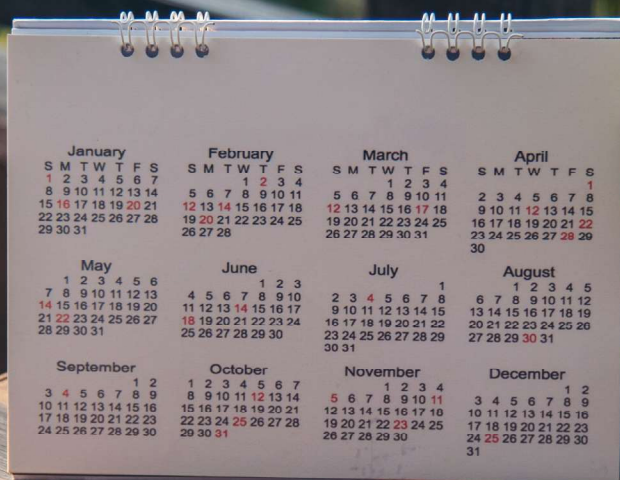 January February March April
S M T W T F S S M T W T F S S M T W T F S S M T W T F S
1 2 3 4 5 6 7 1 2 3 4 1 2 3 4 1
8 9 10 11 12 13 14 5 6 7 8 9 10 11 5 6 7 8 9 10 11 2 3 4 5 6 7 8
15 16 17 18 19 20 21 12 13 14 15 16 17 18 12 13 14 15 16 17 18 9 10 11 12 13 14 15
22 23 24 25 26 27 28 19 20 21 22 23 24 25 19 20 21 22 23 24 25 16 17 18 19 20 21 22
29 30 31 26 27 28 26 27 28 29 30 31 23 24 25 26 27 28 29
30
May June July August
1 2 3 4 5 6 1 2 3 1 1 2 3 4 5
7 8 9 10 11 12 13 4 5 6 7 8 9 10 2 3 4 5 6 7 8 6 7 8 9 10 11 12
14 15 16 17 18 19 20 11 12 13 14 15 16 17 9 10 11 12 13 14 15 13 14 15 16 17 18 19
21 22 23 24 25 26 27 18 19 20 21 22 23 24 16 17 18 19 20 21 22 20 21 22 23 24 25 26
28 29 30 31 25 26 27 28 29 30 23 24 25 26 27 28 29 27 28 29 30 31
30 31
September October November December
1 2 1 2 3 4 5 6 7 1 2 3 4 1 2
3 4 5 6 7 8 9 8 9 10 11 12 13 14 5 6 7 8 9 10 11 3 4 5 6 7 8 9
10 11 12 13 14 15 16 15 16 17 18 19 20 21 12 13 14 15 16 17 18 10 11 12 13 14 15 16
17 18 19 20 21 22 23 22 23 24 25 26 27 28 19 20 21 22 23 24 25 17 18 19 20 21 22 23
24 25 26 27 28 29 30 29 30 31 26 27 28 29 30 24 25 26 27 28 29 30
31